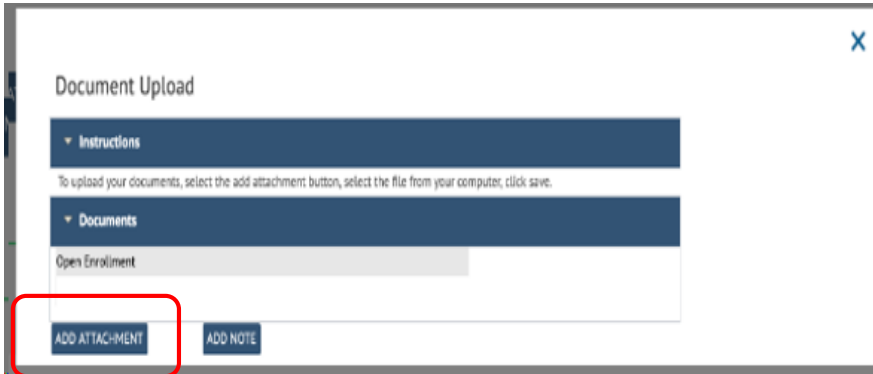 Document Upload
Instructions
To upload your documents, select the add attachment button, select the file from your computer, click save.
Documents
Open Enrollment
ADD ATTACHMENT ADD NOTE